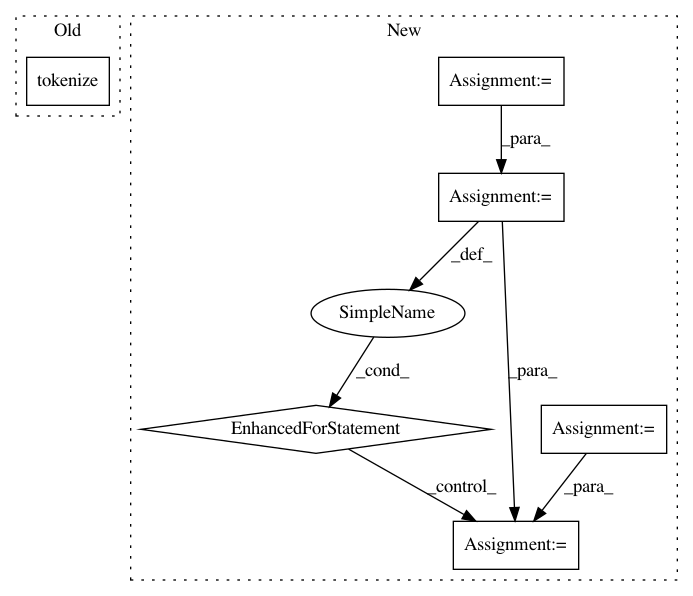 Old
New
tokenize
Assignment:=
_para_
Assignment:=
_def_
SimpleName
_cond_
_para_
EnhancedForStatement
Assignment:=
_control_
_para_
Assignment:=